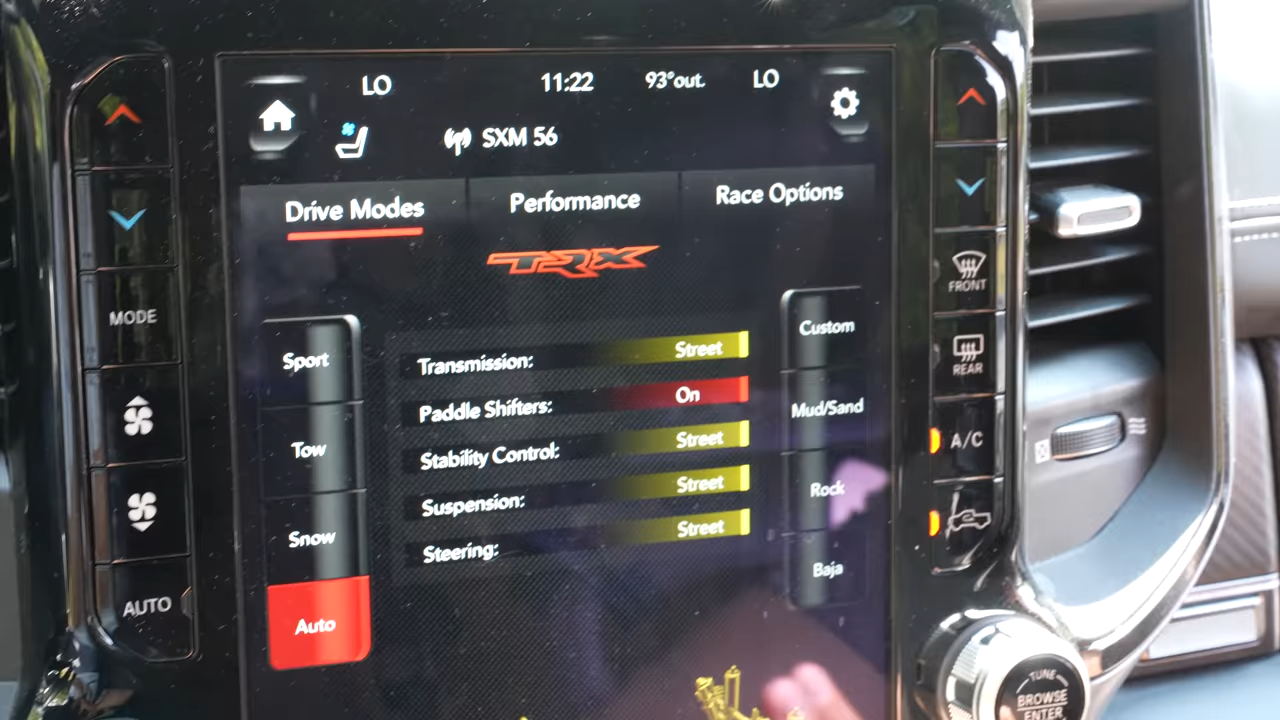 LO 11:22 93°out. LO
SXM 56
Drive Modes Performance Race Options
TRX
Sport
Tow
Snow
Auto
Transmission: Street
Paddle Shifters: On
Stability Control: Street
Suspension: Street
Steering: Street
Custom
Mud/Sand
Rock
Baja
MODE
AUTO
FRONT
REAR
A/C
TUNE
BROWSE
ENTER